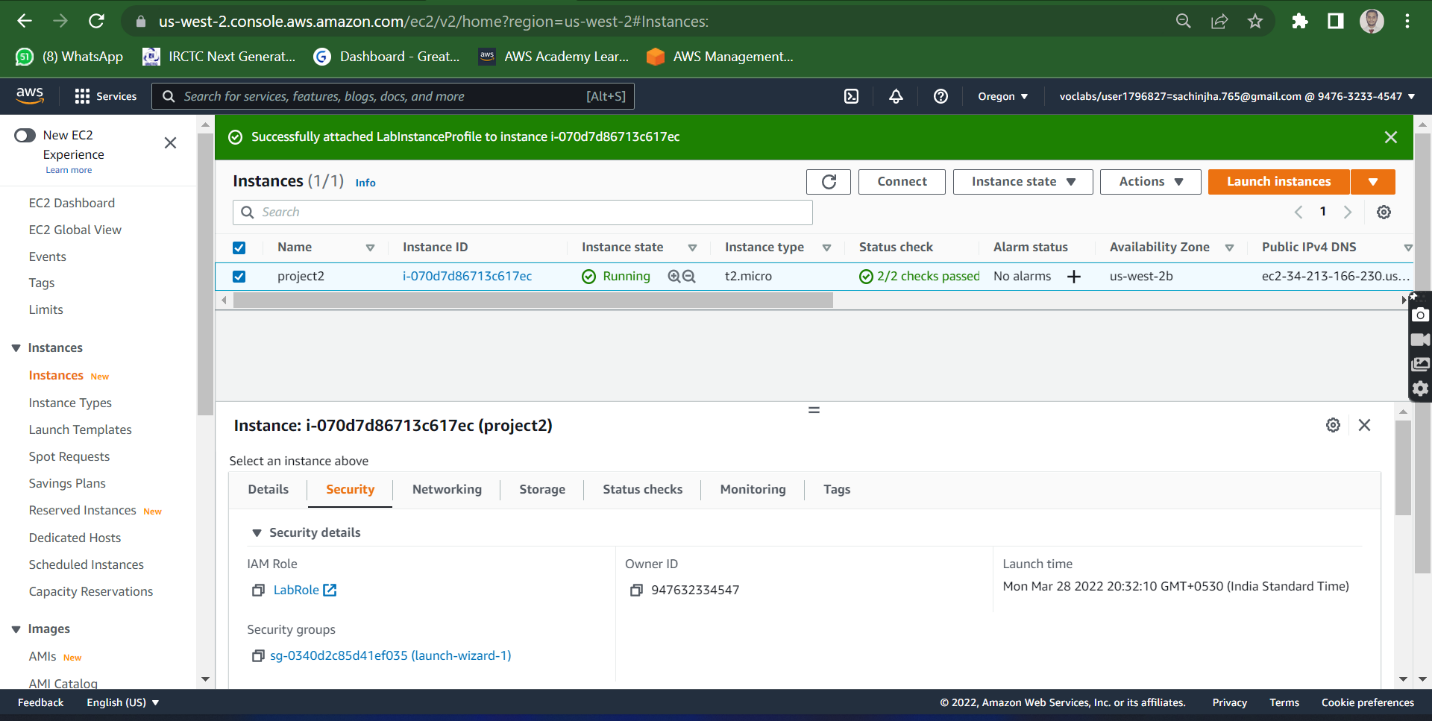 us-west-2.console.aws.amazon.com/ec2/v2/home?region=us-west-2#Instances:
51 (8) WhatsApp IRCTC Next Generat... G Dashboard - Great... aws AWS Academy Lear... AWS Management...
aws Services Search for services, features, blogs, docs, and more [Alt+S] Oregon ▼ voclabs/user1796827=sachinjha.765@gmail.com @ 9476-3233-4547 ▼
New EC2 Experience
Learn more
EC2 Dashboard
EC2 Global View
Events
Tags
Limits
Instances
Instances New
Instance Types
Launch Templates
Spot Requests
Savings Plans
Reserved Instances New
Dedicated Hosts
Scheduled Instances
Capacity Reservations
Images
AMIs New
AMI Catalog
Successfully attached LabInstanceProfile to instance i-070d7d86713c617ec
Instances (1/1) Info Connect Instance state ▼ Actions ▼ Launch instances ▼
Search 1
Name Instance ID Instance state Instance type Status check Alarm status Availability Zone Public IPv4 DNS
project2 i-070d7d86713c617ec Running t2.micro 2/2 checks passed No alarms + us-west-2b ec2-34-213-166-230.us...
Instance: i-070d7d86713c617ec (project2)
Select an instance above
Details Security Networking Storage Status checks Monitoring Tags
▼ Security details
IAM Role Owner ID Launch time
LabRole 947632334547 Mon Mar 28 2022 20:32:10 GMT+0530 (India Standard Time)
Security groups
sg-0340d2c85d41ef035 (launch-wizard-1)
Feedback English (US) ▼ © 2022, Amazon Web Services, Inc. or its affiliates. Privacy Terms Cookie preferences